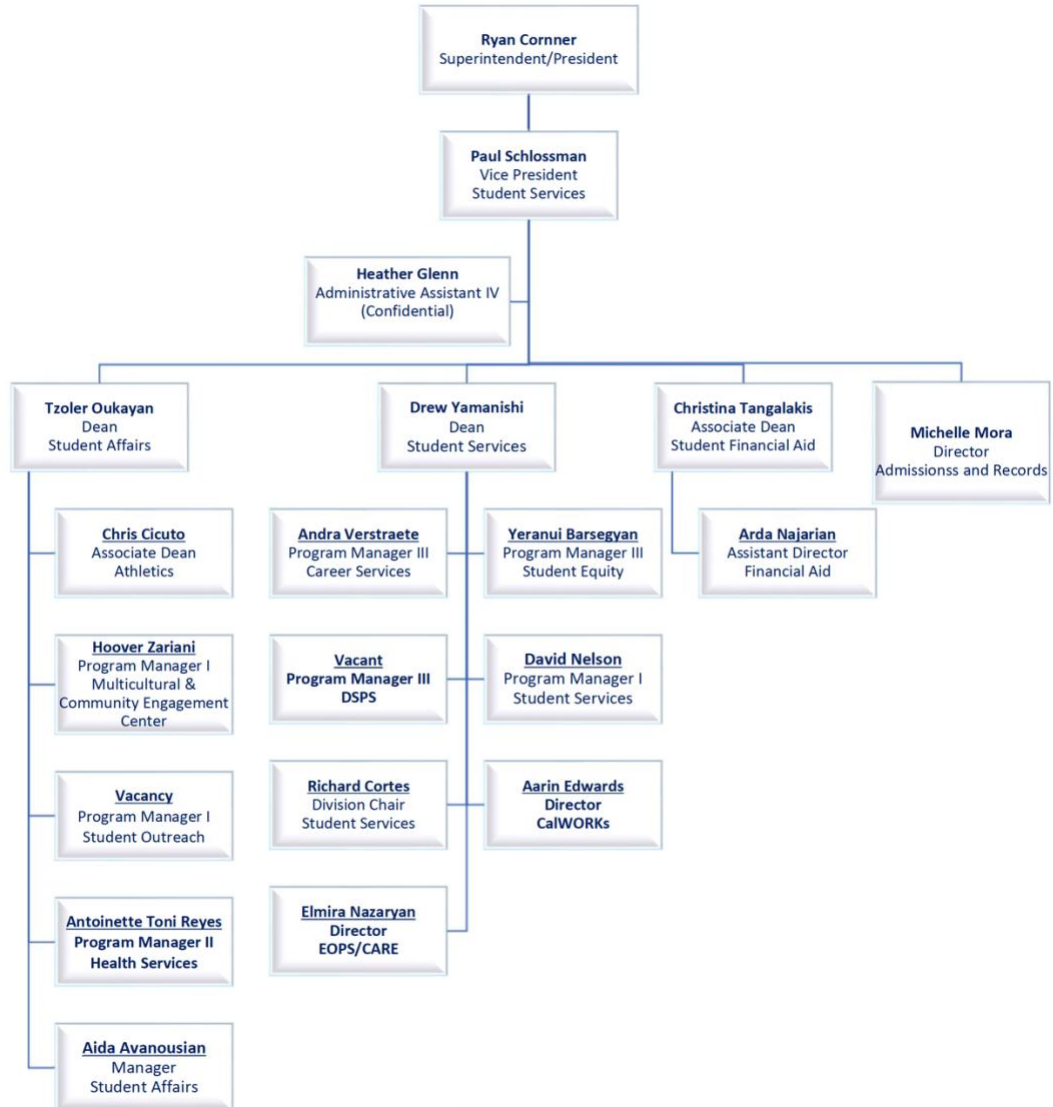 Ryan Cornner
Superintendent/President
Paul Schlossman
Vice President
Student Services
Heather Glenn
Administrative Assistant IV
(Confidential)
Tzoler Oukayan
Dean
Student Affairs
Drew Yamanishi
Dean
Student Services
Christina Tangalakis
Associate Dean
Student Financial Aid
Michelle Mora
Director
Admissionss and Records
Chris Cicuto
Associate Dean
Athletics
Andra Verstraete
Program Manager III
Career Services
Yeranui Barsegyan
Program Manager III
Student Equity
Arda Najarian
Assistant Director
Financial Aid
Hoover Zariani
Program Manager I
Multicultural &
Community Engagement
Center
Vacant
Program Manager III
DSPS
David Nelson
Program Manager I
Student Services
Vacancy
Program Manager I
Student Outreach
Richard Cortes
Division Chair
Student Services
Aarin Edwards
Director
CalWORKs
Antoinette Toni Reyes
Program Manager II
Health Services
Elmira Nazaryan
Director
EOPS/CARE
Aida Avanousian
Manager
Student Affairs